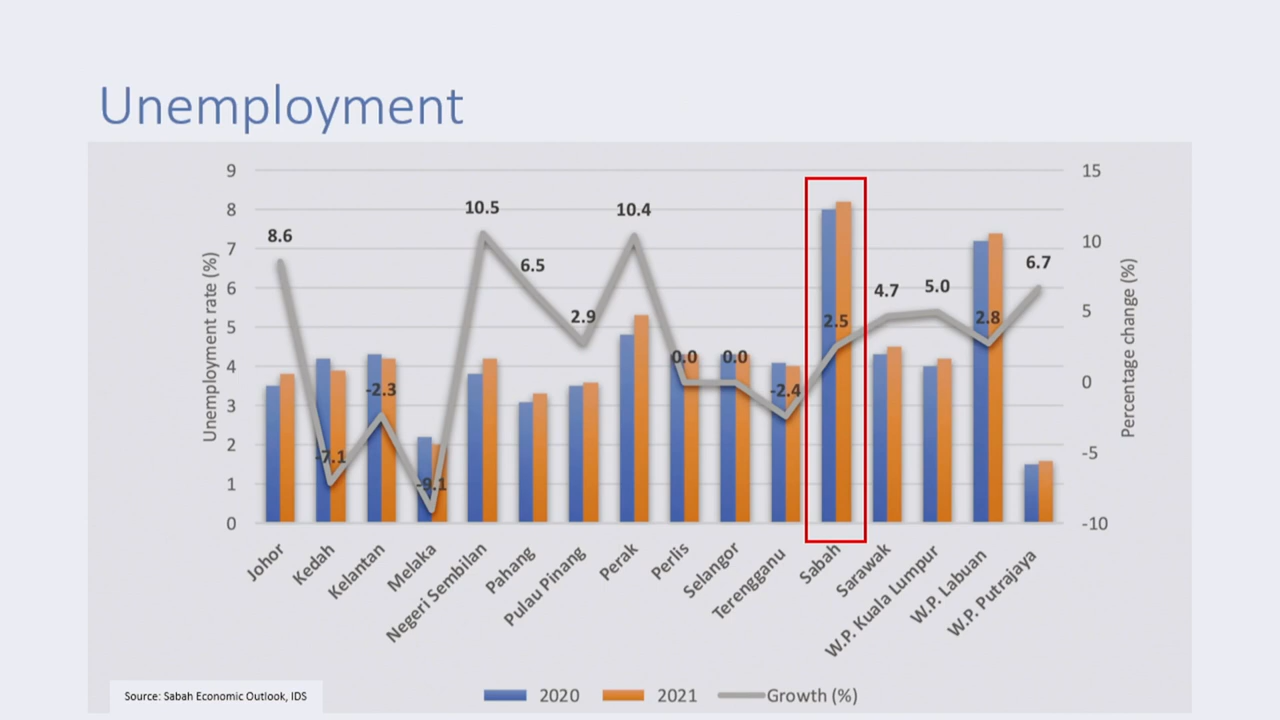 Unemployment
9
8
7
6
5
4
3
2
1
0
Unemployment rate (%)
15
10
5
0
-5
-10
Percentage change (%)
8.6
-7.1
-2.3
-9.1
10.5
6.5
2.9
10.4
0.0
0.0
-2.4
2.5
4.7
5.0
2.8
6.7
Johor
Kedah
Kelantan
Melaka
Negeri Sembilan
Pahang
Pulau Pinang
Perak
Perlis
Selangor
Terengganu
Sabah
Sarawak
W.P. Kuala Lumpur
W.P. Labuan
W.P. Putrajaya
2020
2021
Growth (%)
Source: Sabah Economic Outlook, IDS